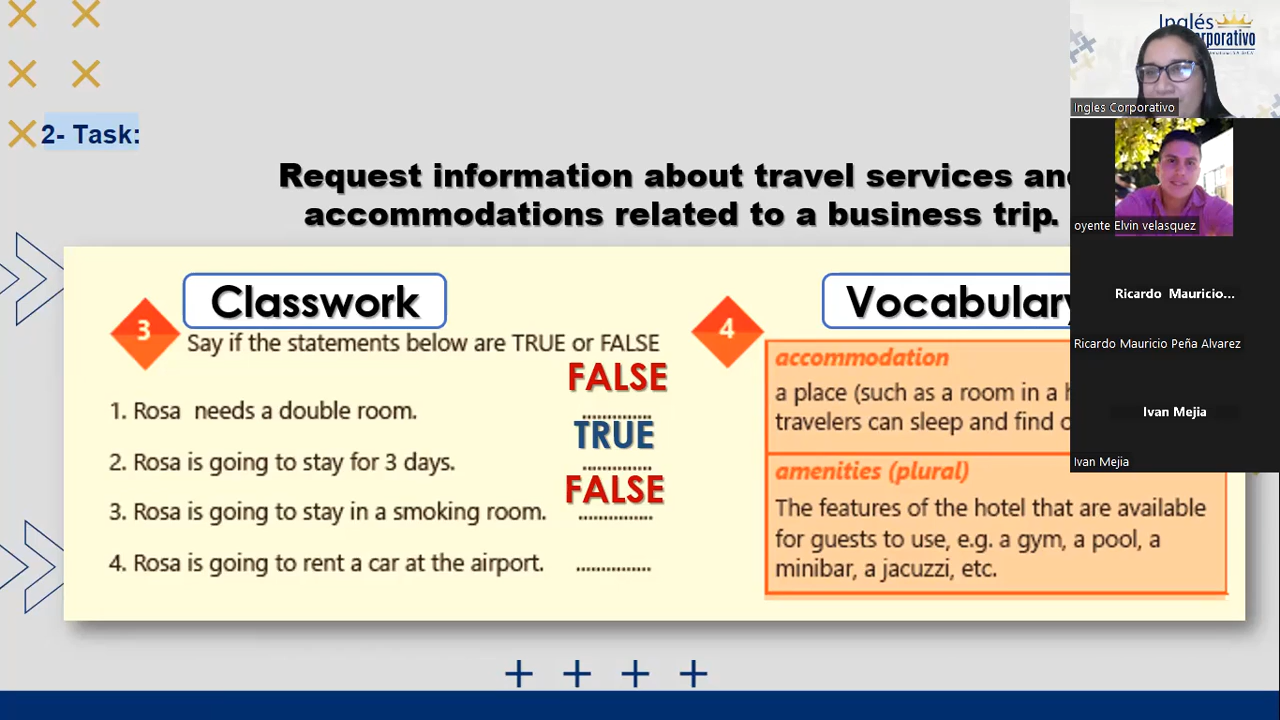 2- Task:
Request information about travel services and
accommodations related to a business trip.
3
Classwork
Say if the statements below are TRUE or FALSE
FALSE
1. Rosa needs a double room. ..............
TRUE
2. Rosa is going to stay for 3 days. ..............
FALSE
3. Rosa is going to stay in a smoking room. ...............
4. Rosa is going to rent a car at the airport. ...............
4
Vocabulary
accommodation
a place (such as a room in a
travelers can sleep and find
amenities (plural)
The features of the hotel that are available
for guests to use, e.g. a gym, a pool, a
minibar, a jacuzzi, etc.
Inglés
Ingles Corporativo
oyente Elvin velasquez
Ricardo Mauricio...
Ricardo Mauricio Peña Alvarez
Ivan Mejia
Ivan Mejia